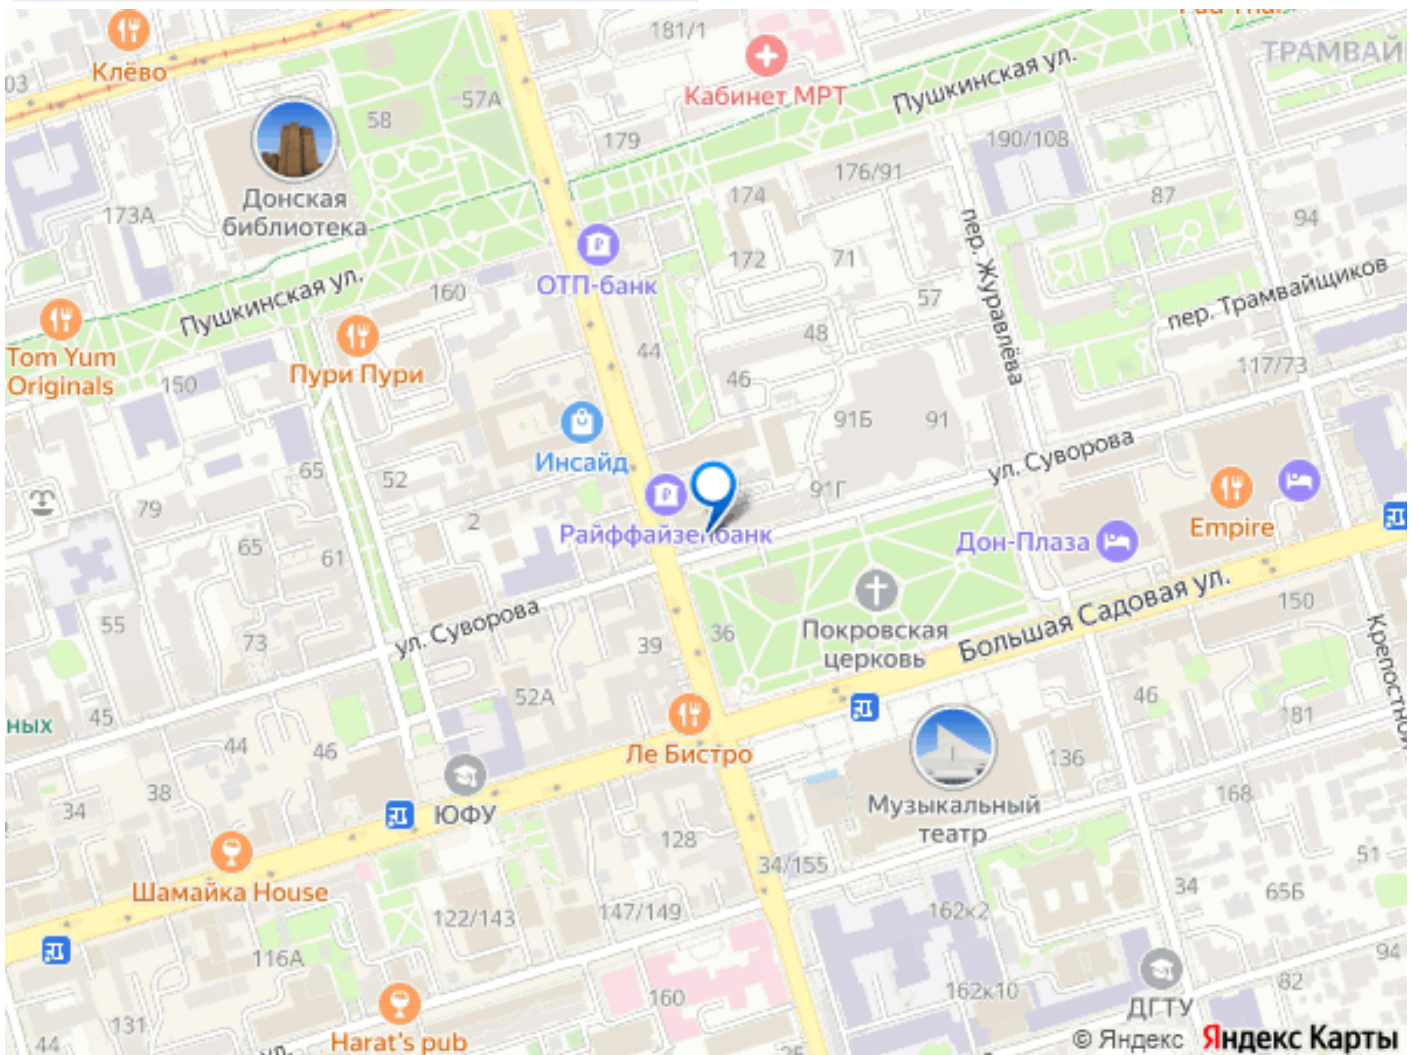 181/1
Клёво
03
Кабинет МРТ
Пушкинская ул.
ТРАМВАЙ
57А
58
179
190/108
Донская
библиотека
173А
174
176/91
87
94
пер. Журавлёва
ОТП-банк
172
71
57
пер. Трамвайщиков
Пушкинская ул.
160
Tom Yum
Originals
150
Пури Пури
44
48
46
117/73
91Б
91
Инсайд
ул. Суворова
65
52
79
2
91Г
Райффайзенбанк
Дон-Плаза
Empire
65
61
55
73
ул. Суворова
39
36
Покровская
церковь
Большая Садовая ул.
150
Крепостной
52А
45
ных
44
46
46
181
Ле Бистро
136
38
34
ЮФУ
Музыкальный
театр
168
128
34/155
51
Шамайка House
122/143
147/149
162к2
34
65Б
116А
94
160
162к10
82
ДГТУ
131
44
ул.
Harat's pub
25
© Яндекс Яндекс Карты